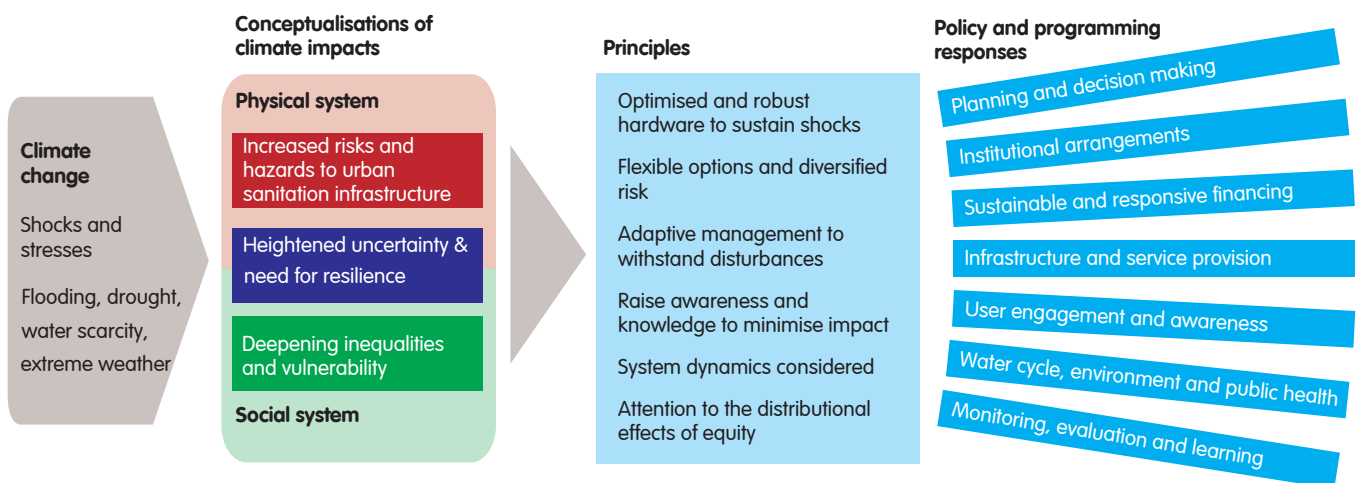 Climate
change
Shocks and
stresses
Flooding, drought,
water scarcity,
extreme weather
Conceptualisations of
climate impacts
Physical system
Increased risks and
hazards to urban
sanitation infrastructure
Heightened uncertainty &
need for resilience
Deepening inequalities
and vulnerability
Social system
Principles
Optimised and robust
hardware to sustain shocks
Flexible options and diversified
risk
Adaptive management to
withstand disturbances
Raise awareness and
knowledge to minimise impact
System dynamics considered
Attention to the distributional
effects of equity
Policy and programming
responses
Planning and decision making
Institutional arrangements
Sustainable and responsive financing
Infrastructure and service provision
User engagement and awareness
Water cycle, environment and public health
Monitoring, evaluation and learning